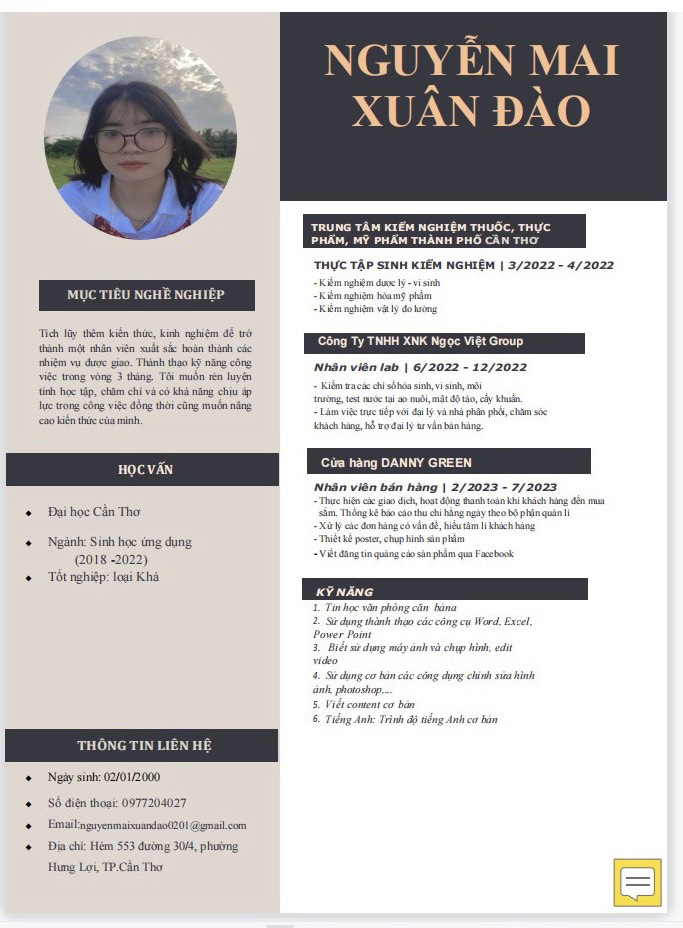 NGUYỄN MAI
XUÂN ĐÀO
MỤC TIÊU NGHỀ NGHIỆP
Tích lũy thêm kiến thức, kinh nghiệm để trở
thành một nhân viên xuất sắc hoàn thành các
nhiệm vụ được giao. Thành thạo kỹ năng công
việc trong vòng 3 tháng. Tôi muốn rèn luyện
tính học tập, chăm chỉ và có khả năng chịu áp
lực trong công việc đồng thời cũng muốn nâng
cao kiến thức của mình.
HỌC VẤN
Đại học Cần Thơ
Ngành: Sinh học ứng dụng
(2018 -2022)
Tốt nghiệp: loại Khá
THÔNG TIN LIÊN HỆ
Ngày sinh: 02/01/2000
Số điện thoại: 0977204027
Email:nguyenmaixuandao0201@gmail.com
Địa chỉ: Hẻm 553 đường 30/4, phường
Hưng Lợi, TP.Cần Thơ
TRUNG TÂM KIỂM NGHIỆM THUỐC, THỰC
PHẨM, MỸ PHẨM THÀNH PHỐ CẦN THƠ
THỰC TẬP SINH KIỂM NGHIỆM | 3/2022 - 4/2022
- Kiểm nghiệm dược lý - vi sinh
- Kiểm nghiệm hóa mỹ phẩm
- Kiểm nghiệm vật lý đo lường
Công Ty TNHH XNK Ngọc Việt Group
Nhân viên lab | 6/2022 - 12/2022
- Kiểm tra các chỉ số hóa sinh, vi sinh, môi
trường, test nước tại ao nuôi, mật độ tảo, cấy khuẩn.
- Làm việc trực tiếp với đại lý và nhà phân phối, chăm sóc
khách hàng, hỗ trợ đại lý tư vấn bán hàng.
Cửa hàng DANNY GREEN
Nhân viên bán hàng | 2/2023 - 7/2023
- Thực hiện các giao dịch, hoạt động thanh toán khi khách hàng đến mua
sắm. Thống kê báo cáo thu chi hằng ngày theo bộ phận quản lí
- Xử lý các đơn hàng có vấn đề, hiểu tâm lí khách hàng
- Thiết kế poster, chụp hình sản phẩm
- Viết đăng tin quảng cáo sản phẩm qua Facebook
KỸ NĂNG
1. Tin học văn phòng căn bảna
2. Sử dụng thành thạo các công cụ Word, Excel,
Power Point
3. Biết sử dụng máy ảnh và chụp hình, edit
video
4. Sử dụng cơ bản các công dụng chỉnh sửa hình
ảnh, photoshop,...
5. Viết content cơ bản
6. Tiếng Anh: Trình độ tiếng Anh cơ bản